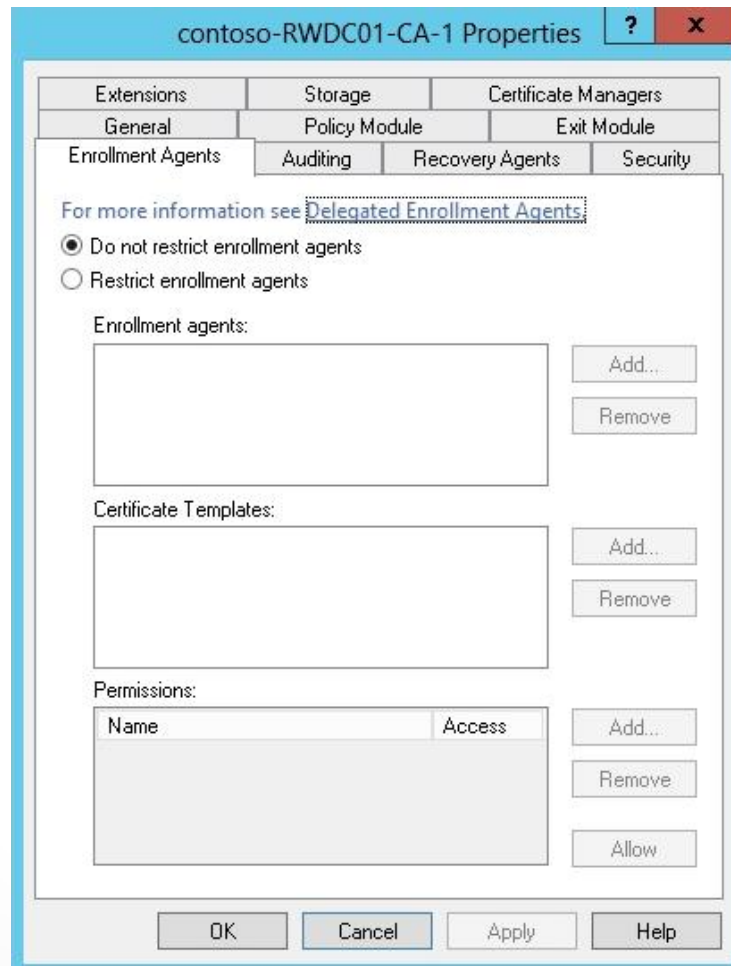 contoso-RWDC01-CA-1 Properties ? x
Extensions Storage Certificate Managers
General Policy Module Exit Module
Enrollment Agents Auditing Recovery Agents Security
For more information see Delegated Enrollment Agents.
Do not restrict enrollment agents
Restrict enrollment agents
Enrollment agents:
Add...
Remove
Certificate Templates:
Add...
Remove
Permissions:
Name Access
Add...
Remove
Allow
OK Cancel Apply Help